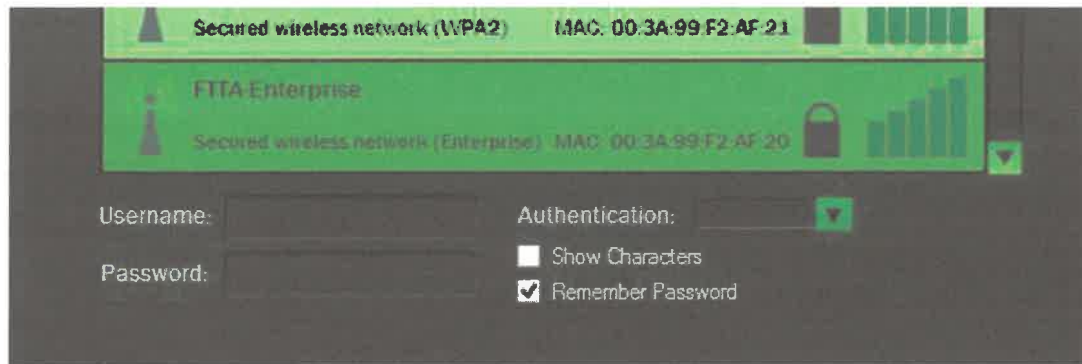 Secured wireless network (WPA2) MAC: 00:3A:99:F2:AF:21
FTTA-Enterprise
Secured wireless network (Enterprise) MAC: 00:3A:99:F2:AF:20
Username: Authentication:
Show Characters
Password:
Remember Password